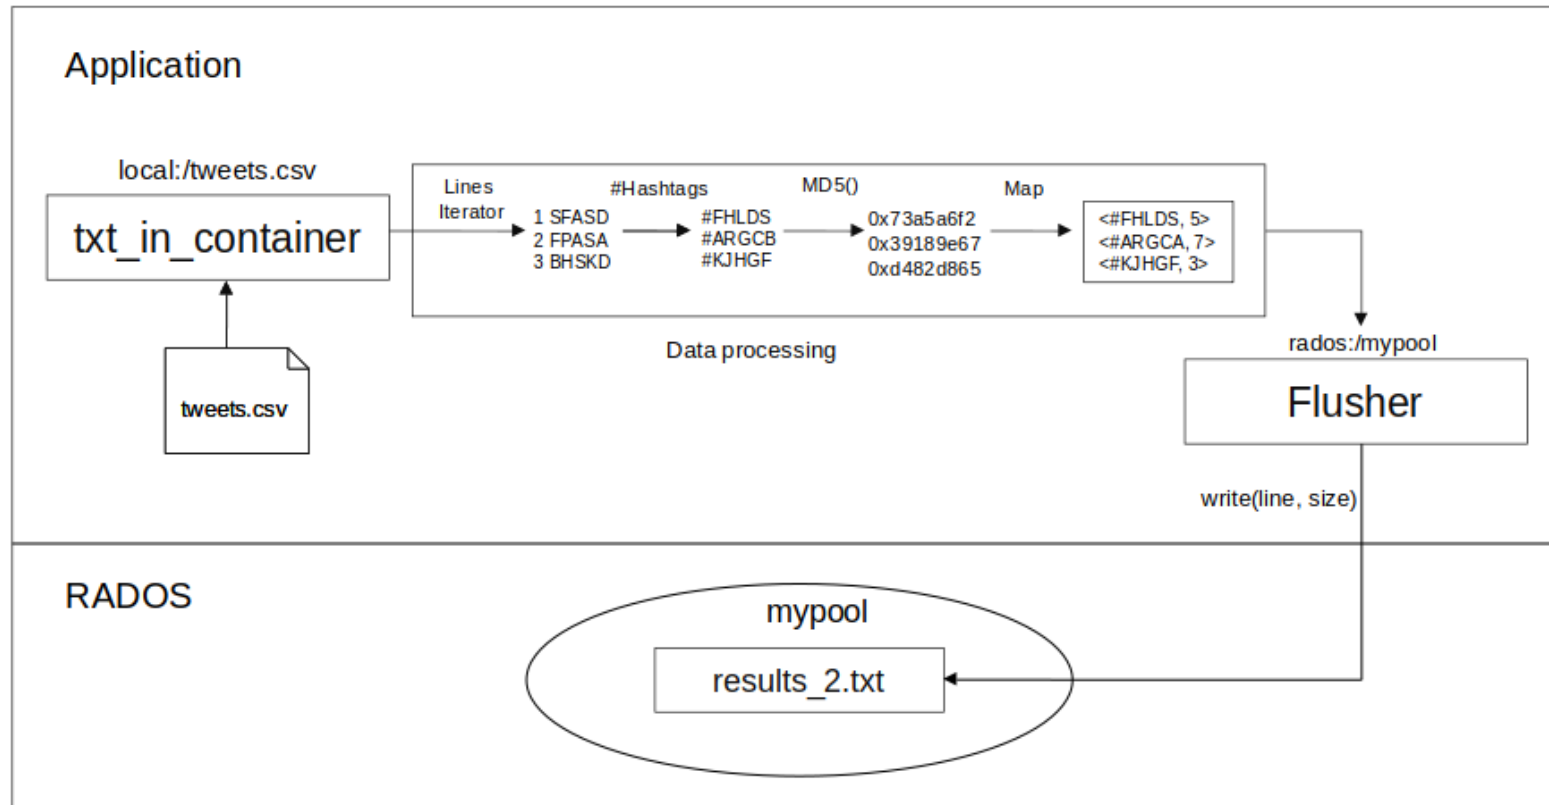 Application
local:/tweets.csv
txt_in_container
tweets.csv
Lines
Iterator
1 SFASD
2 FPASA
3 BHSKD
#Hashtags
#FHLDS
#ARGCB
#KJHGF
MD5()
0x73a5a6f2
0x39189e67
0xd482d865
Map
<#FHLDS, 5>
<#ARGCA, 7>
<#KJHGF, 3>
Data processing
rados:/mypool
Flusher
write(line, size)
RADOS
mypool
results_2.txt